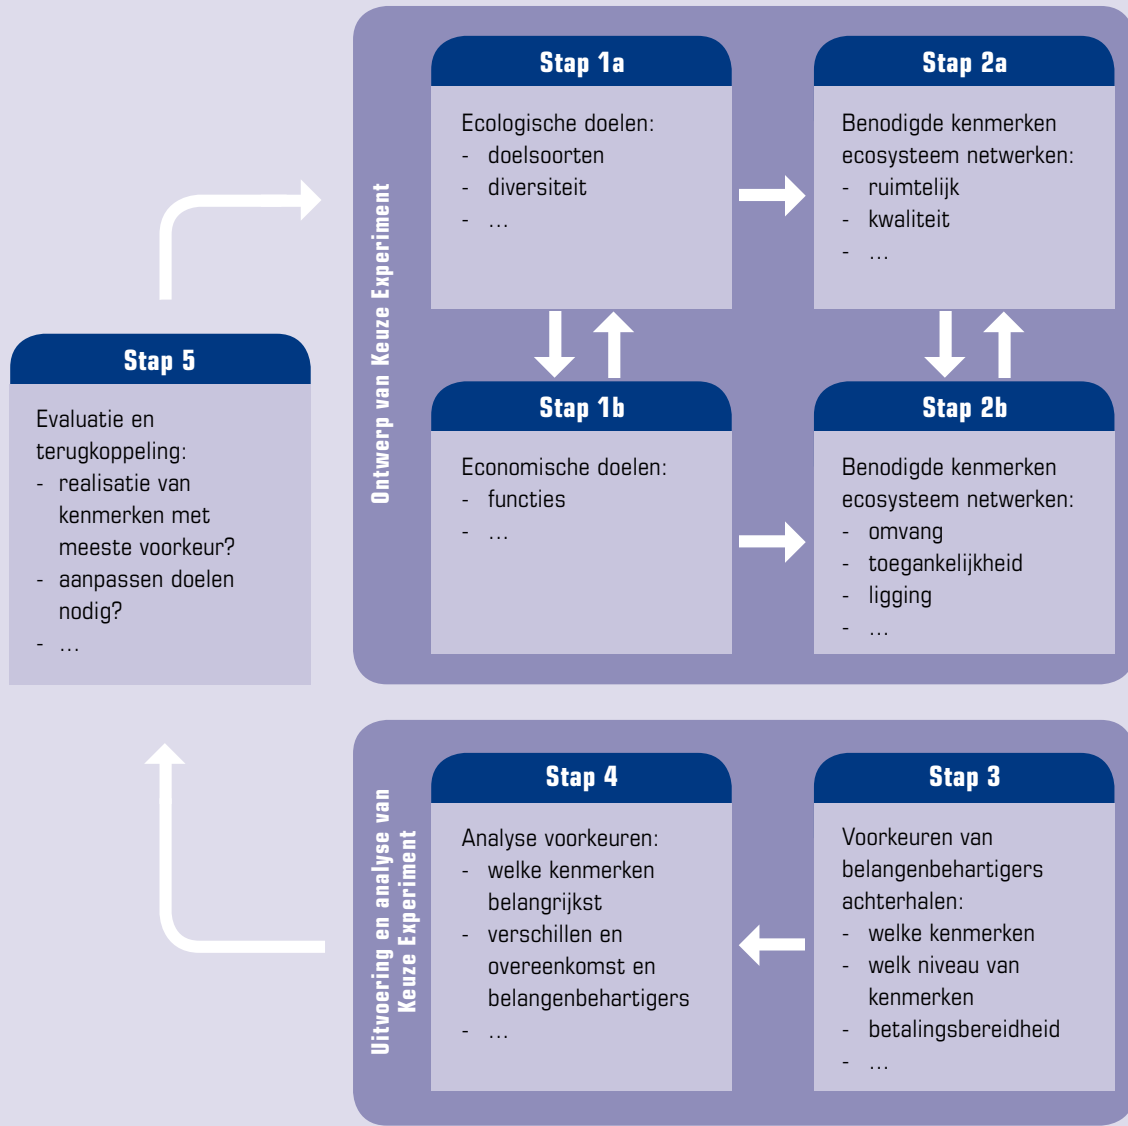 Ontwerp van Keuze Experiment
Stap 1a
Ecologische doelen:
- doelsoorten
- diversiteit
- ...
Stap 2a
Benodigde kenmerken
ecosysteem netwerken:
- ruimtelijk
- kwaliteit
- ...
Stap 1b
Economische doelen:
- functies
- ...
Stap 2b
Benodigde kenmerken
ecosysteem netwerken:
- omvang
- toegankelijkheid
- ligging
- ...
Uitvoering en analyse van
Keuze Experiment
Stap 3
Voorkeuren van
belangenbehartigers
achterhalen:
- welke kenmerken
- welk niveau van
kenmerken
- betalingsbereidheid
- ...
Stap 4
Analyse voorkeuren:
- welke kenmerken
belangrijkst
- verschillen en
overeenkomst en
belangenbehartigers
- ...
Stap 5
Evaluatie en
terugkoppeling:
- realisatie van
kenmerken met
meeste voorkeur?
- aanpassen doelen
nodig?
- ...